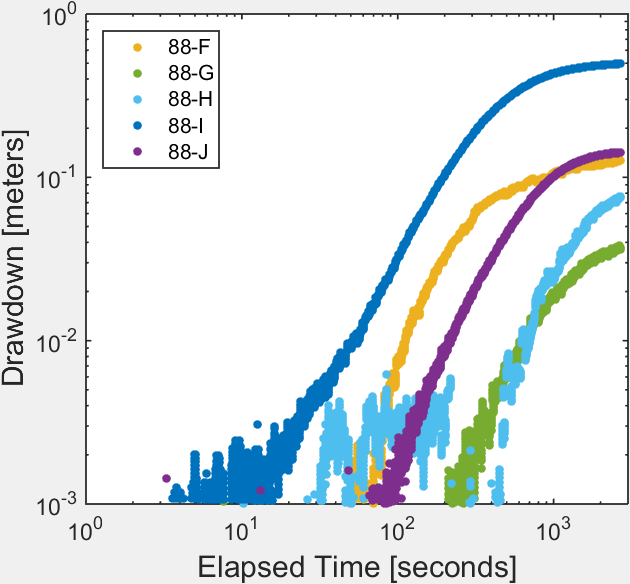 10^0
10^-1
10^-2
10^-3
Drawdown [meters]
88-F
88-G
88-H
88-I
88-J
10^0 10^1 10^2 10^3
Elapsed Time [seconds]